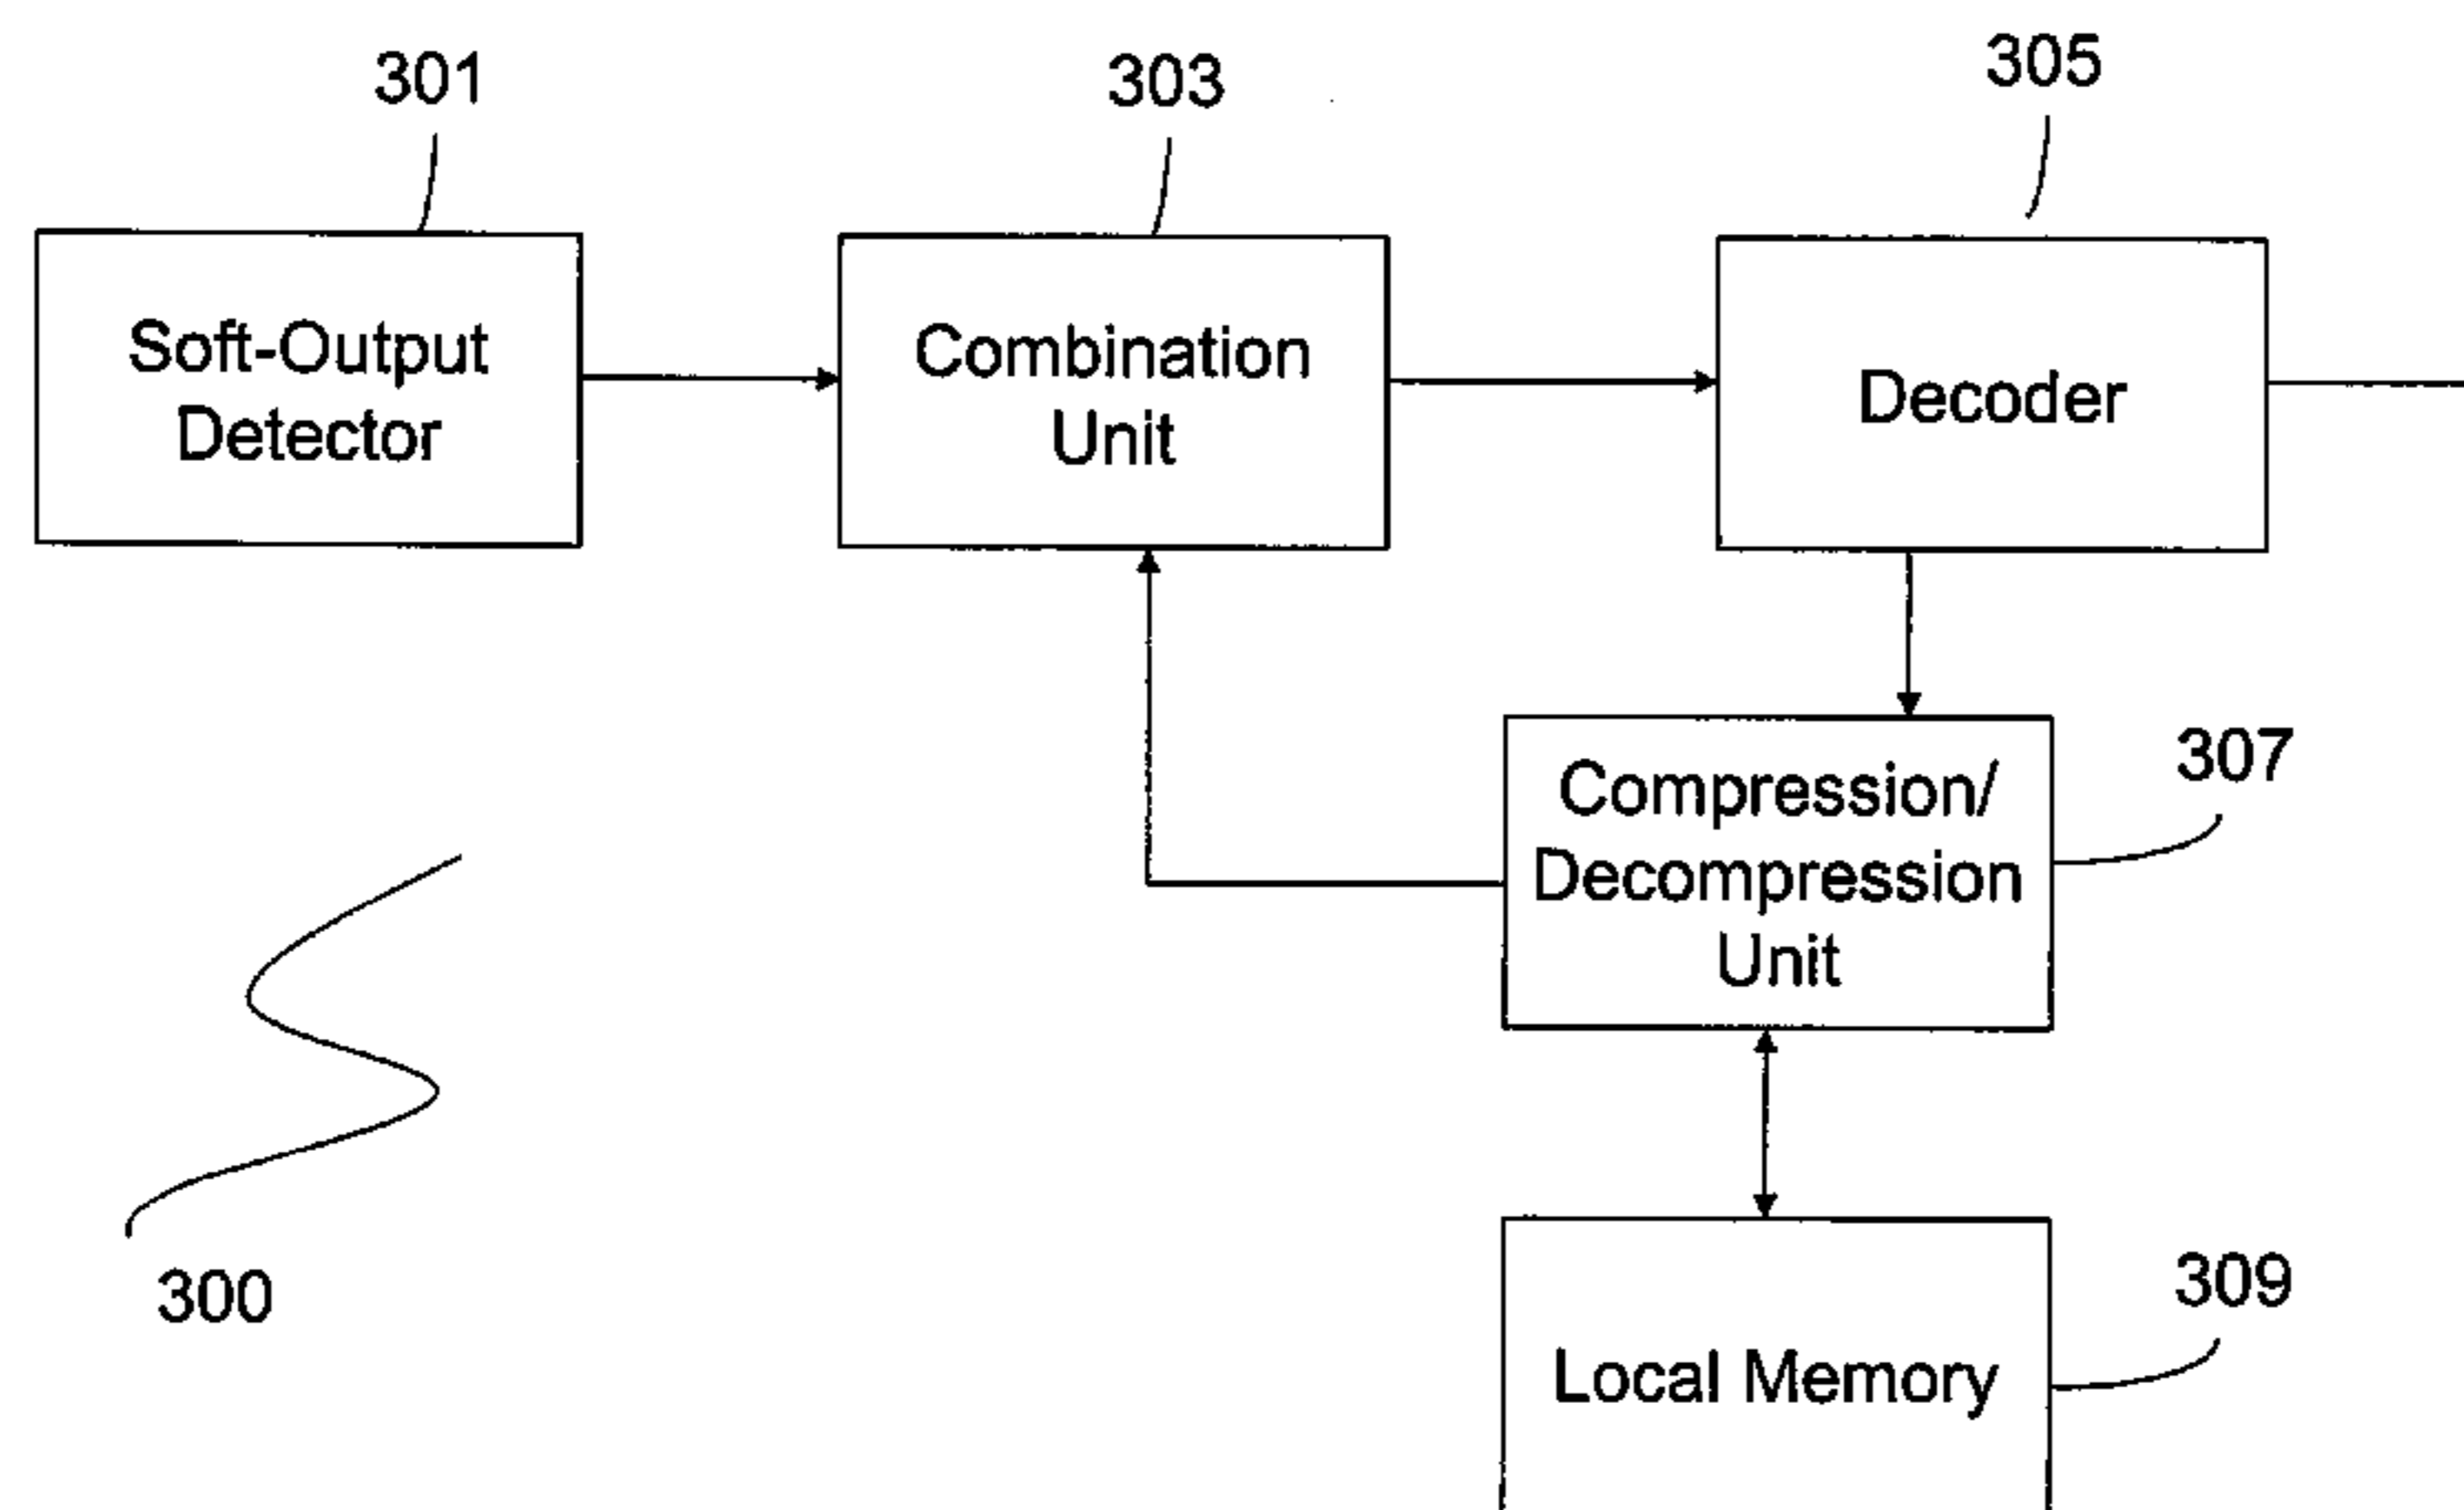 301
303
305
Soft-Output
Detector
Combination
Unit
Decoder
307
Compression/
Decompression
Unit
300
309
Local Memory